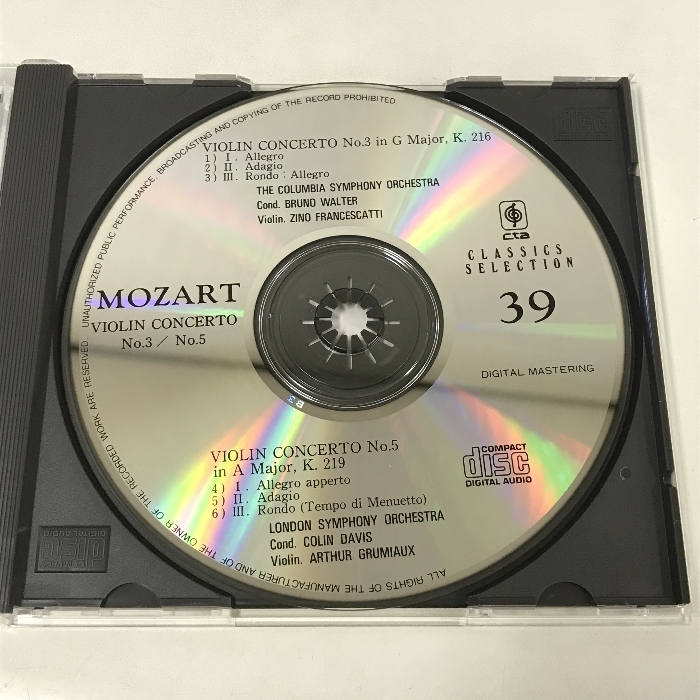 UNAUTHORIZED PUBLIC PERFORMANCE, BROADCASTING AND COPYING OF THE RECORD PROHIBITED
VIOLIN CONCERTO No.3 in G Major, K. 216
1) I. Allegro
2) II. Adagio
3) III. Rondo : Allegro
THE COLUMBIA SYMPHONY ORCHESTRA
Cond. BRUNO WALTER
Violin. ZINO FRANCESCATTI
cta
CLASSICS
SELECTION
39
MOZART
VIOLIN CONCERTO
No.3 / No.5
DIGITAL MASTERING
VIOLIN CONCERTO No.5
in A Major, K. 219
4) I. Allegro apperto
5) II. Adagio
6) III. Rondo (Tempo di Menuetto)
LONDON SYMPHONY ORCHESTRA
Cond. COLIN DAVIS
Violin. ARTHUR GRUMIAUX
COMPACT
disc
DIGITAL AUDIO
ALL RIGHTS OF THE MANUFACTURER AND OF THE OWNER OF THE RECORDED WORK ARE RESERVED.